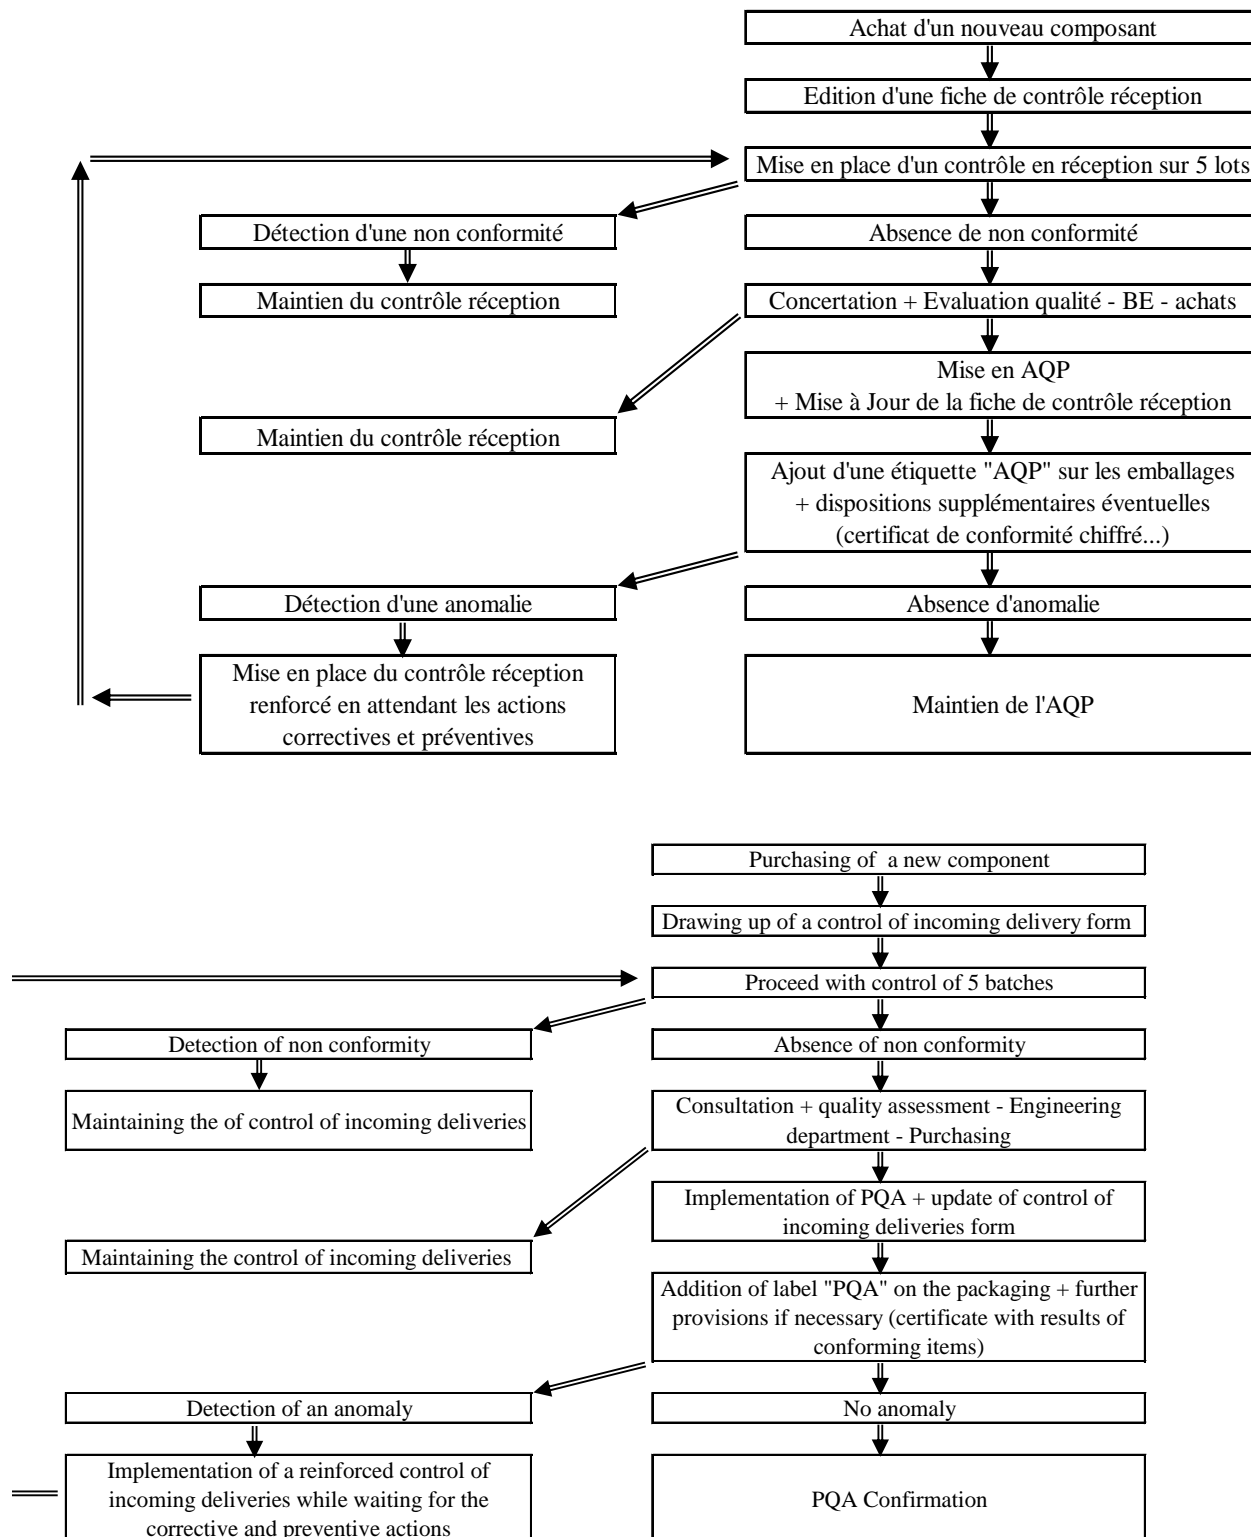 Achat d'un nouveau composant
Edition d'une fiche de contrôle réception
Mise en place d'un contrôle en réception sur 5 lots
Détection d'une non conformité
Absence de non conformité
Maintien du contrôle réception
Concertation + Evaluation qualité - BE - achats
Mise en AQP
+ Mise à Jour de la fiche de contrôle réception
Maintien du contrôle réception
Ajout d'une étiquette "AQP" sur les emballages
+ dispositions supplémentaires éventuelles
(certificat de conformité chiffré...)
Détection d'une anomalie
Absence d'anomalie
Mise en place du contrôle réception
renforcé en attendant les actions
correctives et préventives
Maintien de l'AQP
Purchasing of a new component
Drawing up of a control of incoming delivery form
Proceed with control of 5 batches
Detection of non conformity
Absence of non conformity
Maintaining the of control of incoming deliveries
Consultation + quality assessment - Engineering
department - Purchasing
Implementation of PQA + update of control of
incoming deliveries form
Maintaining the control of incoming deliveries
Addition of label "PQA" on the packaging + further
provisions if necessary (certificate with results of
conforming items)
Detection of an anomaly
No anomaly
Implementation of a reinforced control of
incoming deliveries while waiting for the
corrective and preventive actions
PQA Confirmation